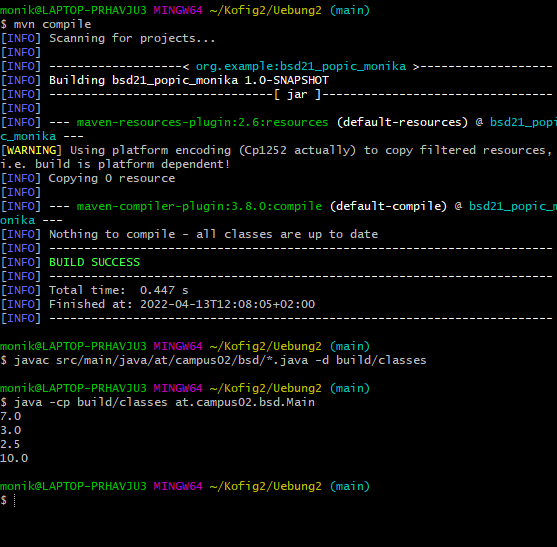 monik@LAPTOP-PRHAVJU3 MINGW64 ~/Kofig2/Uebung2 (main)
$ mvn compile
[INFO] Scanning for projects...
[INFO]
[INFO] -------------------< org.example:bsd21_popic_monika >-------------------
[INFO] Building bsd21_popic_monika 1.0-SNAPSHOT
[INFO] --------------------------------[ jar ]---------------------------------
[INFO]
[INFO] --- maven-resources-plugin:2.6:resources (default-resources) @ bsd21_popi
c_monika ---
[WARNING] Using platform encoding (Cp1252 actually) to copy filtered resources,
i.e. build is platform dependent!
[INFO] Copying 0 resource
[INFO]
[INFO] --- maven-compiler-plugin:3.8.0:compile (default-compile) @ bsd21_popic_m
onika ---
[INFO] Nothing to compile - all classes are up to date
[INFO] ------------------------------------------------------------------------
[INFO] BUILD SUCCESS
[INFO] ------------------------------------------------------------------------
[INFO] Total time:  0.447 s
[INFO] Finished at: 2022-04-13T12:08:05+02:00
[INFO] ------------------------------------------------------------------------
monik@LAPTOP-PRHAVJU3 MINGW64 ~/Kofig2/Uebung2 (main)
$ javac src/main/java/at/campus02/bsd/*.java -d build/classes
monik@LAPTOP-PRHAVJU3 MINGW64 ~/Kofig2/Uebung2 (main)
$ java -cp build/classes at.campus02.bsd.Main
7.0
3.0
2.5
10.0
monik@LAPTOP-PRHAVJU3 MINGW64 ~/Kofig2/Uebung2 (main)
$